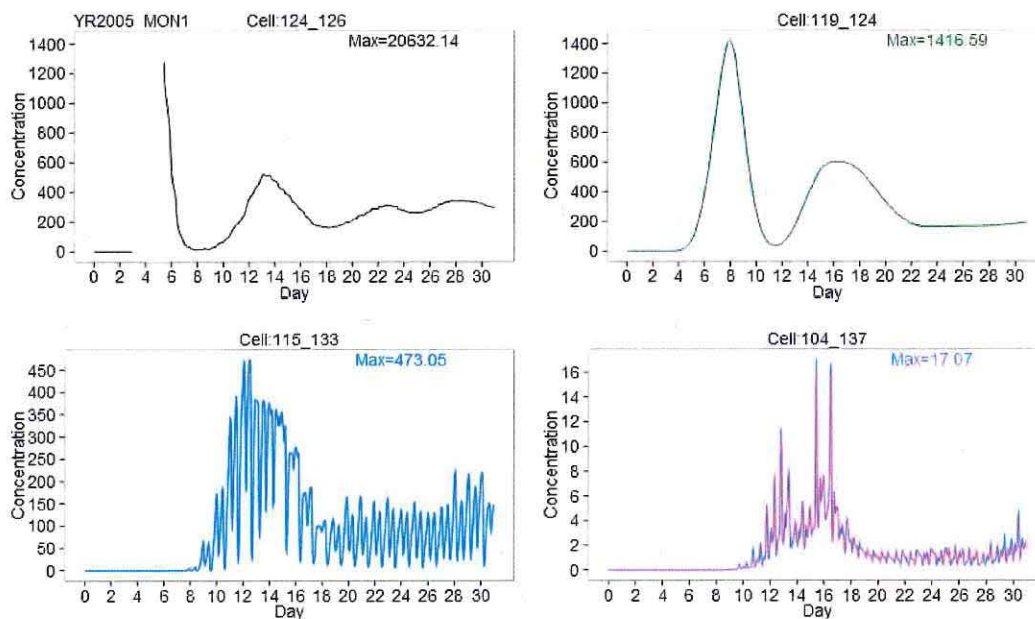 YR2005 MON1 Cell:124_126
Max=20632.14
1400
1200
1000
800
600
400
200
0
Concentration
0 2 4 6 8 10 12 14 16 18 20 22 24 26 28 30
Day
Cell:119_124
Max=1416.59
1400
1200
1000
800
600
400
200
0
Concentration
0 2 4 6 8 10 12 14 16 18 20 22 24 26 28 30
Day
Cell:115_133
Max=473.05
450
400
350
300
250
200
150
100
50
0
Concentration
0 2 4 6 8 10 12 14 16 18 20 22 24 26 28 30
Day
Cell:104_137
Max=17.07
16
14
12
10
8
6
4
2
0
Concentration
0 2 4 6 8 10 12 14 16 18 20 22 24 26 28 30
Day